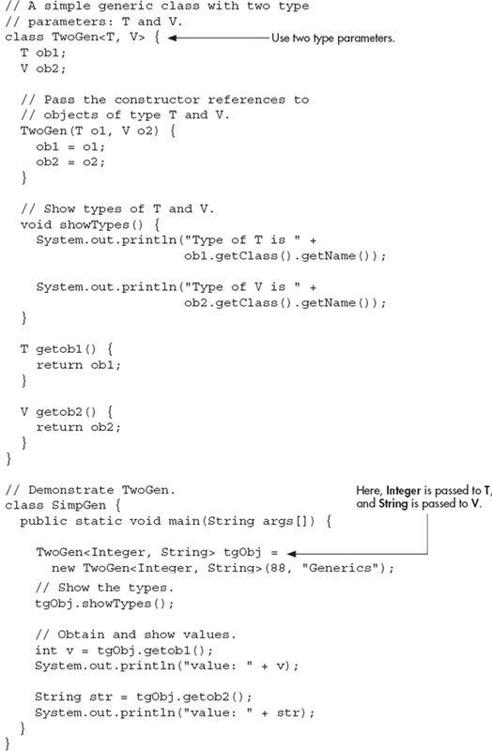 // A simple generic class with two type
// parameters: T and V.
class TwoGen<T, V> { Use two type parameters.
T ob1;
V ob2;
// Pass the constructor references to
// objects of type T and V.
TwoGen(T o1, V o2) {
ob1 = o1;
ob2 = o2;
}
// Show types of T and V.
void showTypes() {
System.out.println("Type of T is " +
ob1.getClass().getName());
System.out.println("Type of V is " +
ob2.getClass().getName());
}
T getob1() {
return ob1;
}
V getob2() {
return ob2;
}
}
// Demonstrate TwoGen.
class SimpGen {
public static void main(String args[]) {
Here, Integer is passed to T,
and String is passed to V.
TwoGen<Integer, String> tgObj =
new TwoGen<Integer, String>(88, "Generics");
// Show the types.
tgObj.showTypes();
// Obtain and show values.
int v = tgObj.getob1();
System.out.println("value: " + v);
String str = tgObj.getob2();
System.out.println("value: " + str);
}
}